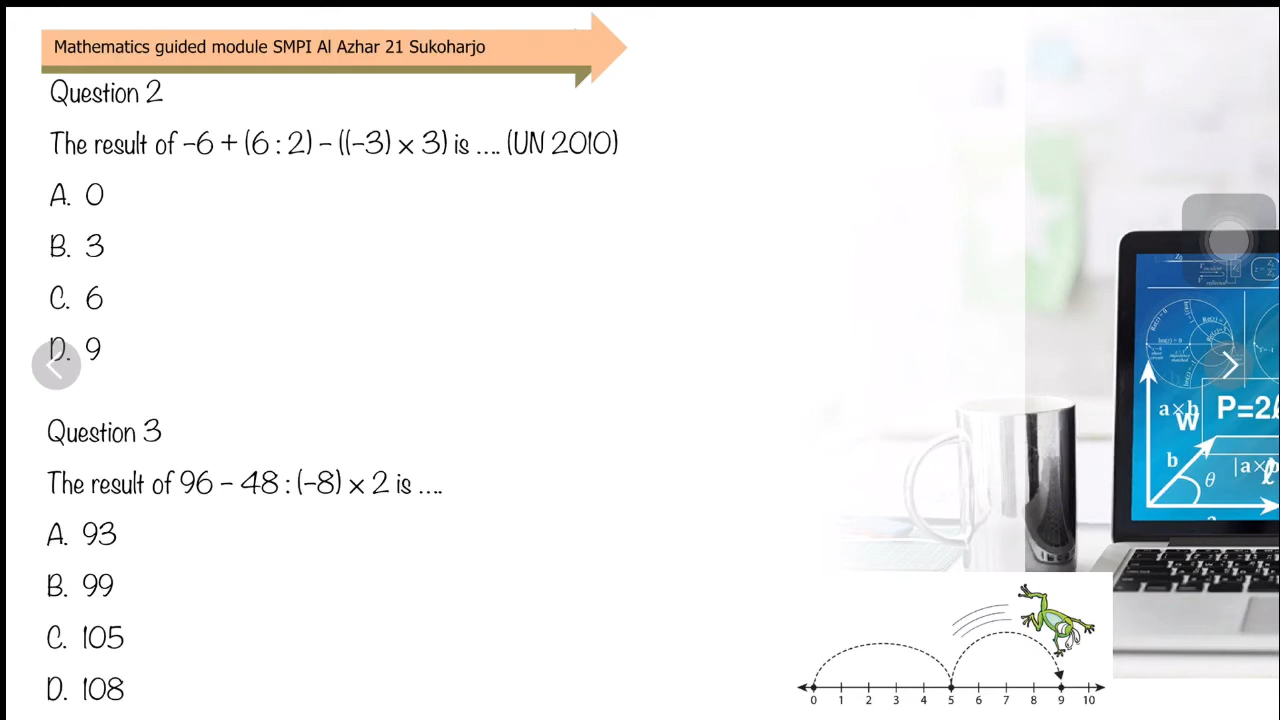 Mathematics guided module SMPI Al Azhar 21 Sukoharjo
Question 2
The result of -6 + (6 : 2) - ((-3) x 3) is .... (UN 2010)
A. 0
B. 3
C. 6
D. 9
Question 3
The result of 96 - 48 : (-8) x 2 is ....
A. 93
B. 99
C. 105
D. 108
a×b
W
P=2ℓ
b
θ
|a×b
0 1 2 3 4 5 6 7 8 9 10